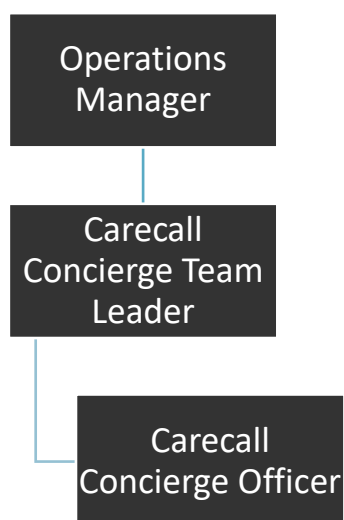 Operations
Manager
Carecall
Concierge Team
Leader
Carecall
Concierge Officer